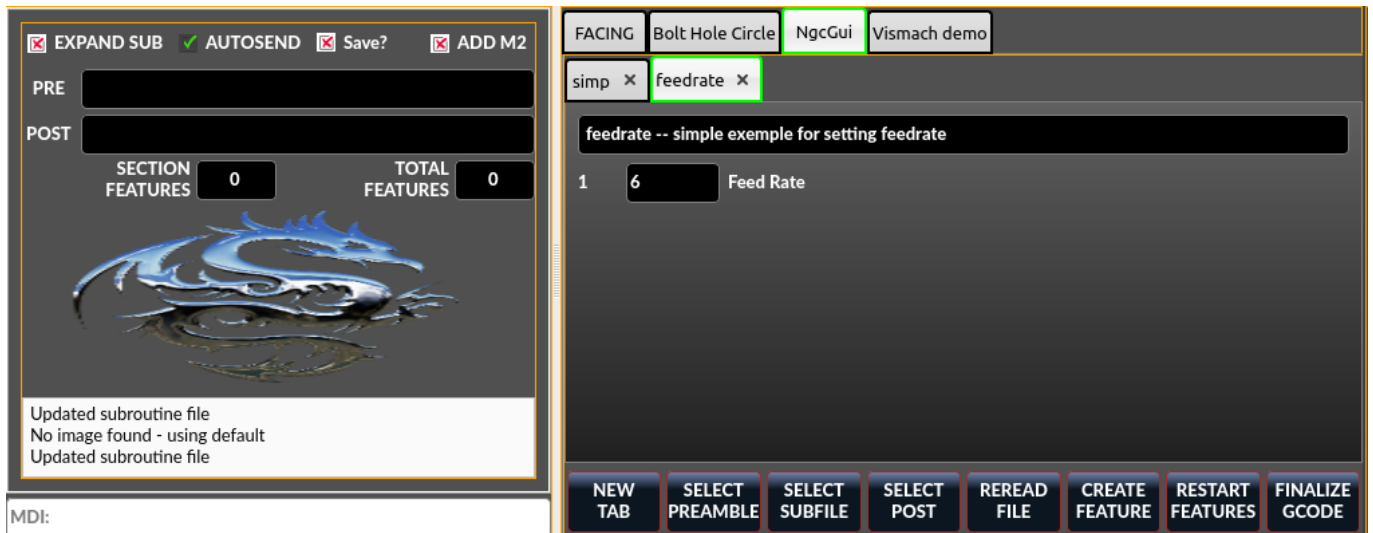 EXPAND SUB AUTOSEND Save? ADD M2
PRE
POST
SECTION FEATURES 0 TOTAL FEATURES 0
Updated subroutine file
No image found - using default
Updated subroutine file
MDI:
FACING Bolt Hole Circle NgcGui Vismach demo
simp × feedrate ×
feedrate -- simple exemple for setting feedrate
1 6 Feed Rate
NEW TAB SELECT PREAMBLE SELECT SUBFILE SELECT POST REREAD FILE CREATE FEATURE RESTART FEATURES FINALIZE GCODE